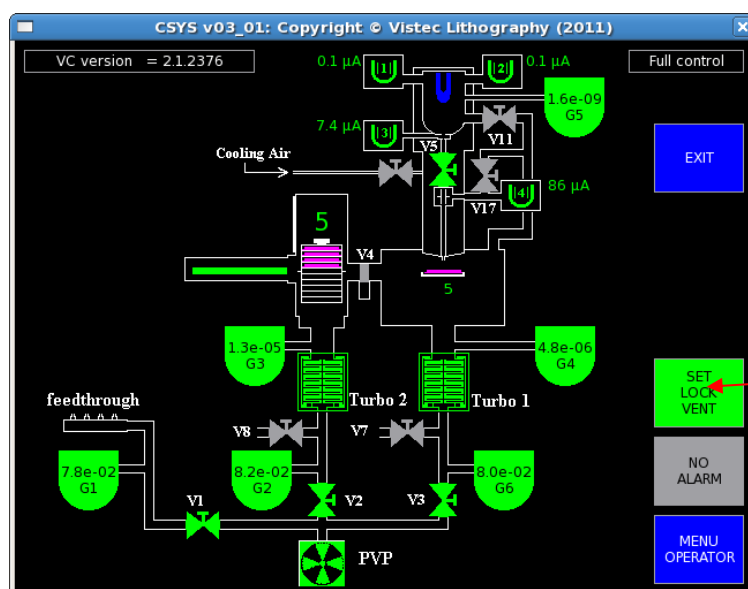 CSYS v03_01: Copyright © Vistec Lithography (2011)
VC version = 2.1.2376
Full control
0.1 µA
|1|
|2|
0.1 µA
1.6e-09
G5
7.4 µA
|3|
V5
V11
EXIT
Cooling Air
|4|
86 µA
V17
5
V4
5
1.3e-05
G3
4.8e-06
G4
SET
LOCK
VENT
feedthrough
Turbo 2
Turbo 1
V8
V7
NO
ALARM
7.8e-02
G1
8.2e-02
G2
8.0e-02
G6
V1
V2
V3
PVP
MENU
OPERATOR